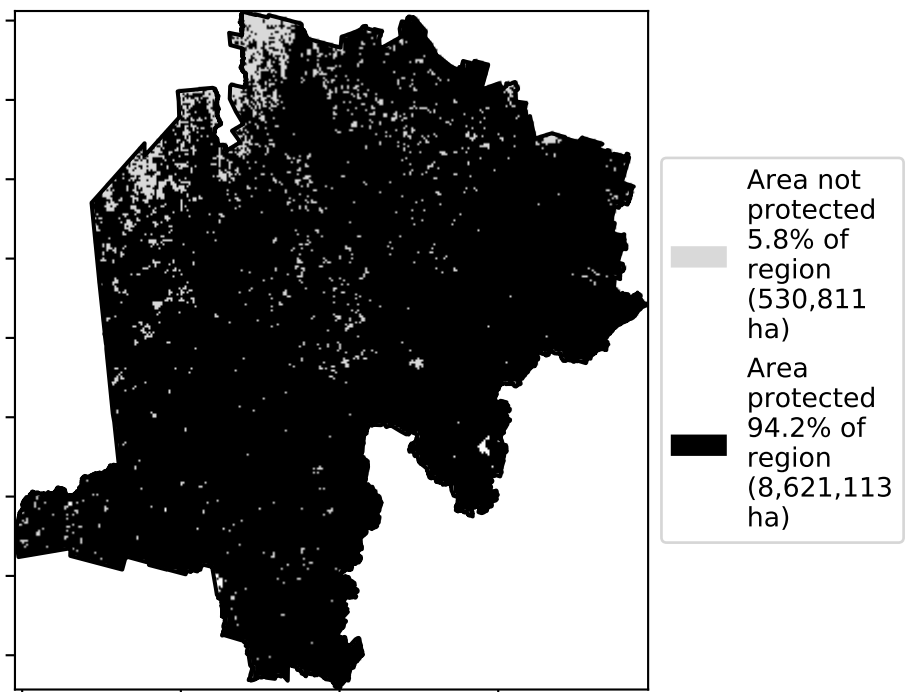 Area not
protected
5.8% of
region
(530,811
ha)
Area
protected
94.2% of
region
(8,621,113
ha)